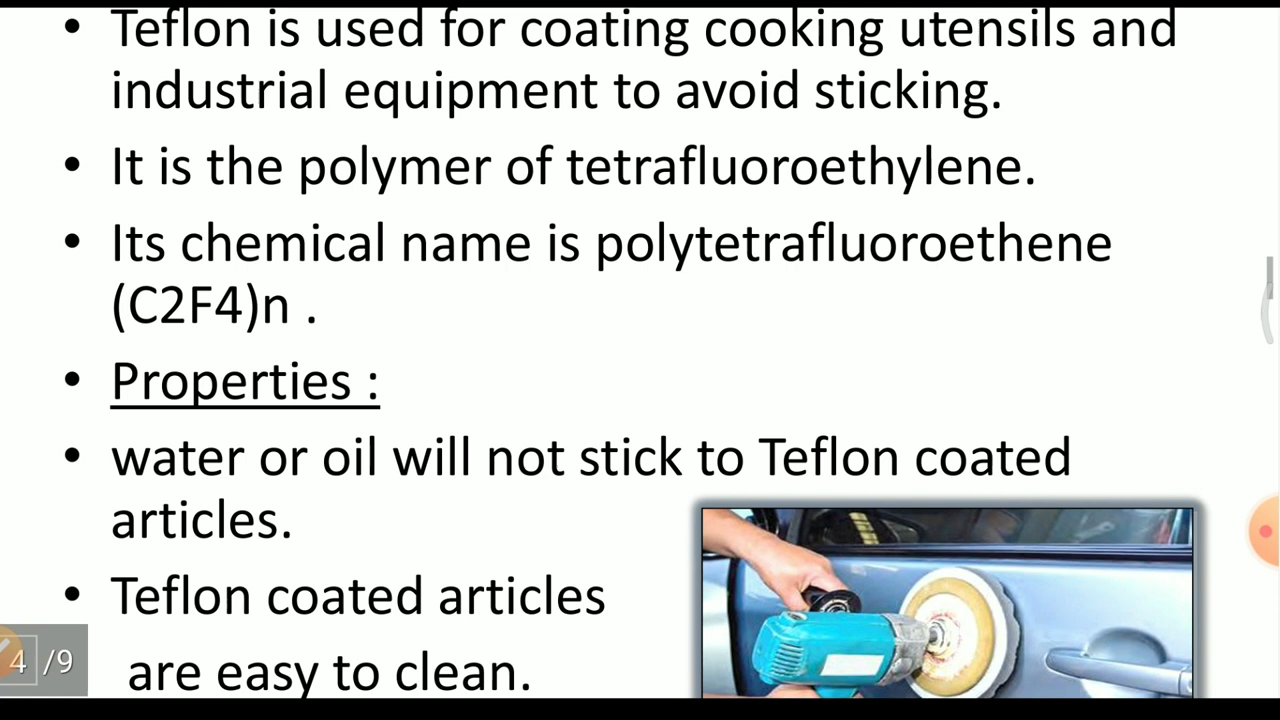 • Teflon is used for coating cooking utensils and
industrial equipment to avoid sticking.
• It is the polymer of tetrafluoroethylene.
• Its chemical name is polytetrafluoroethene
(C2F4)n .
• Properties :
• water or oil will not stick to Teflon coated
articles.
• Teflon coated articles
are easy to clean.
4 /9